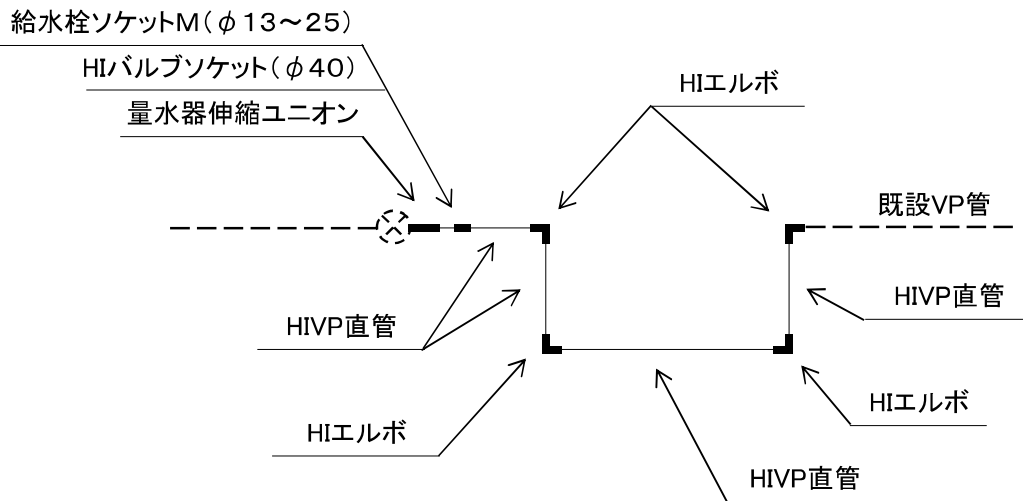 給水栓ソケットM(φ13～25)
HIバルブソケット(φ40)
量水器伸縮ユニオン
HIエルボ
既設VP管
HIVP直管
HIVP直管
HIエルボ
HIエルボ
HIVP直管